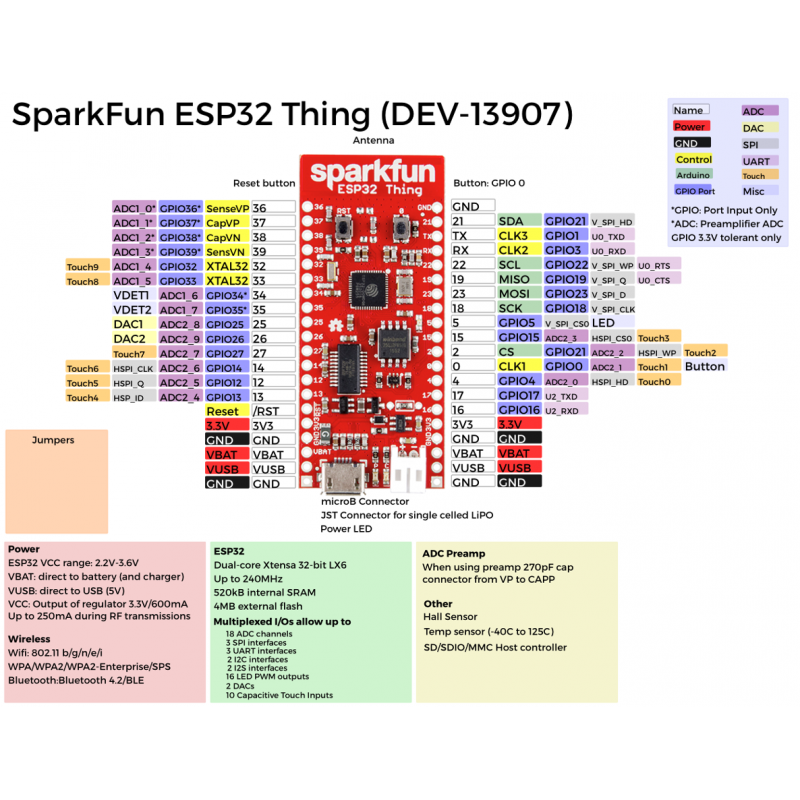 SparkFun ESP32 Thing (DEV-13907)
Name ADC
Power DAC
GND SPI
Control UART
Arduino Touch
GPIO Port Misc
*GPIO: Port Input Only
*ADC: Preamplifier ADC
GPIO 3.3V tolerant only
Antenna
Reset button
Button: GPIO 0
sparkfun
ESP32 Thing
ADC1_0* GPIO36* SenseVP 36
ADC1_1* GPIO37* CapVP 37
ADC1_2* GPIO38* CapVN 38
ADC1_3* GPIO39* SensVN 39
Touch9 ADC1_4 GPIO32 XTAL32 32
Touch8 ADC1_5 GPIO33 XTAL32 33
VDET1 ADC1_6 GPIO34* 34
VDET2 ADC1_7 GPIO35* 35
DAC1 ADC2_8 GPIO25 25
DAC2 ADC2_9 GPIO26 26
Touch7 ADC2_7 GPIO27 27
Touch6 HSPI_CLK ADC2_6 GPIO14 14
Touch5 HSPI_Q ADC2_5 GPIO12 12
Touch4 HSP_ID ADC2_4 GPIO13 13
Reset /RST
3.3V 3V3
GND GND
VBAT VBAT
VUSB VUSB
GND GND
GND
21 SDA GPIO21 V_SPI_HD
TX CLK3 GPIO1 U0_TXD
RX CLK2 GPIO3 U0_RXD
22 SCL GPIO22 V_SPI_WP U0_RTS
19 MISO GPIO19 V_SPI_Q U0_CTS
23 MOSI GPIO23 V_SPI_D
18 SCK GPIO18 V_SPI_CLK
5 GPIO5 V_SPI_CS0 LED
15 GPIO15 ADC2_3 HSPI_CS0 Touch3
2 CS GPIO21 ADC2_2 HSPI_WP Touch2
0 CLK1 GPIO0 ADC2_1 Touch1 Button
4 GPIO4 ADC2_0 HSPI_HD Touch0
17 GPIO17 U2_TXD
16 GPIO16 U2_RXD
3V3 3.3V
GND GND
VBAT VBAT
VUSB VUSB
GND GND
microB Connector
JST Connector for single celled LiPO
Power LED
Jumpers
Power
ESP32 VCC range: 2.2V-3.6V
VBAT: direct to battery (and charger)
VUSB: direct to USB (5V)
VCC: Output of regulator 3.3V/600mA
Up to 250mA during RF transmissions
Wireless
Wifi: 802.11 b/g/n/e/i
WPA/WPA2/WPA2-Enterprise/SPS
Bluetooth:Bluetooth 4.2/BLE
ESP32
Dual-core Xtensa 32-bit LX6
Up to 240MHz
520kB internal SRAM
4MB external flash
Multiplexed I/Os allow up to
18 ADC channels
3 SPI interfaces
3 UART interfaces
2 I2C interfaces
2 I2S interfaces
16 LED PWM outputs
2 DACs
10 Capacitive Touch Inputs
ADC Preamp
When using preamp 270pF cap
connector from VP to CAPP
Other
Hall Sensor
Temp sensor (-40C to 125C)
SD/SDIO/MMC Host controller